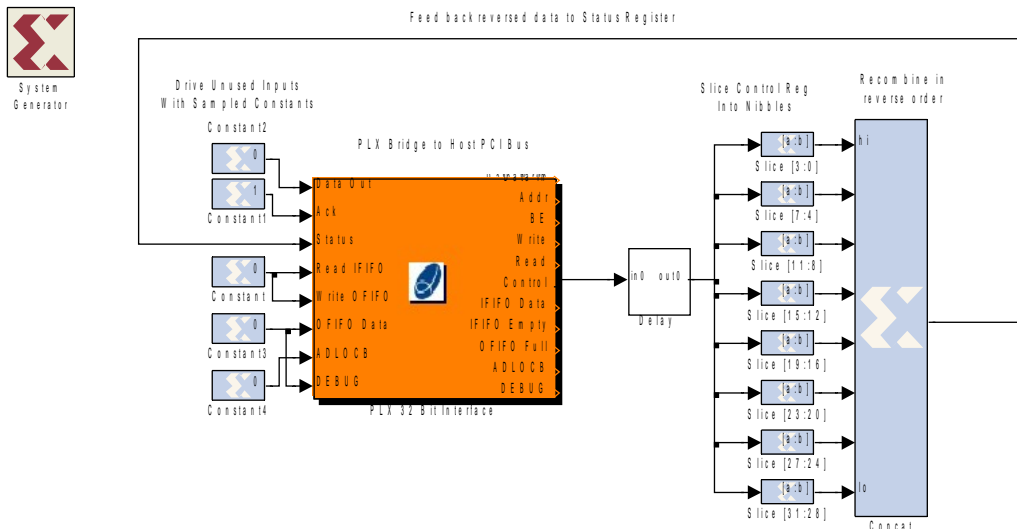 Feed back reversed data to Status Register
System
Generator
Drive Unused Inputs
With Sampled Constants
Constant2
0
1
Constant1
0
Constant
0
Constant3
0
Constant4
PLX Bridge to Host PCI Bus
Data Out
Ack
Status
Read IFIFO
Write OFIFO
OFIFO Data
ADLOCB
DEBUG
Addr
BE
Write
Read
Control
IFIFO Data
IFIFO Empty
OFIFO Full
ADLOCB
DEBUG
PLX 32 Bit Interface
in0 out0
Delay
Slice Control Reg
Into Nibbles
[a:b]
Slice [3:0]
[a:b]
Slice [7:4]
[a:b]
Slice [11:8]
[a:b]
Slice [15:12]
[a:b]
Slice [19:16]
[a:b]
Slice [23:20]
[a:b]
Slice [27:24]
[a:b]
Slice [31:28]
Recombine in
reverse order
hi
lo
Concat